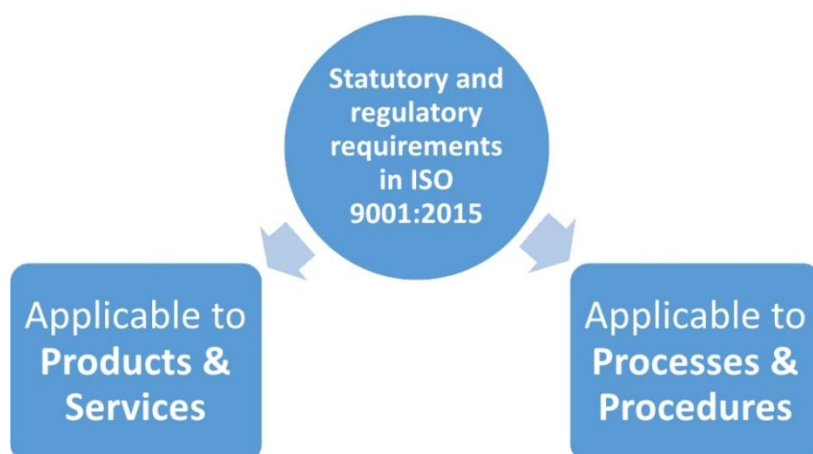 Statutory and
regulatory
requirements
in ISO
9001:2015
Applicable to
Products &
Services
Applicable to
Processes &
Procedures